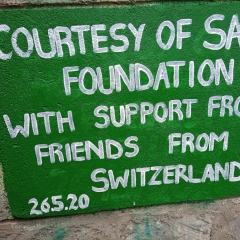 COURTESY OF SA
FOUNDATION
WITH SUPPORT FRO
FRIENDS FROM
SWITZERLAND
26.5.20